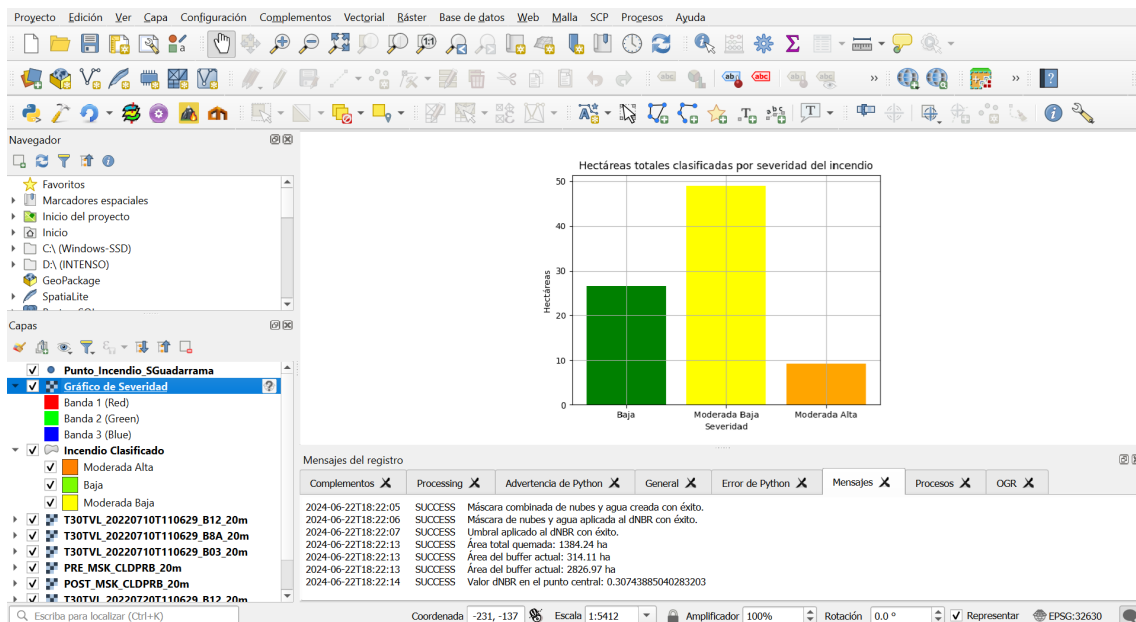 Proyecto Edición Ver Capa Configuración Complementos Vectorial Ráster Base de datos Web Malla SCP Procesos Ayuda
Navegador
Favoritos
Marcadores espaciales
Inicio del proyecto
Inicio
C:\ (Windows-SSD)
D:\ (INTENSO)
GeoPackage
SpatiaLite
Capas
Punto_Incendio_SGuadarrama
Gráfico de Severidad
Banda 1 (Red)
Banda 2 (Green)
Banda 3 (Blue)
Incendio Clasificado
Moderada Alta
Baja
Moderada Baja
T30TVL_20220710T110629_B12_20m
T30TVL_20220710T110629_B8A_20m
T30TVL_20220710T110629_B03_20m
PRE_MSK_CLDPRB_20m
POST_MSK_CLDPRB_20m
T30TVL_20220720T110629_B12_20m
Hectáreas totales clasificadas por severidad del incendio
50
40
30
20
10
0
Hectáreas
Baja Moderada Baja Moderada Alta
Severidad
Mensajes del registro
Complementos Processing Advertencia de Python General Error de Python Mensajes Procesos OGR
2024-06-22T18:22:05 SUCCESS Máscara combinada de nubes y agua creada con éxito.
2024-06-22T18:22:06 SUCCESS Máscara de nubes y agua aplicada al dNBR con éxito.
2024-06-22T18:22:07 SUCCESS Umbral aplicado al dNBR con éxito.
2024-06-22T18:22:13 SUCCESS Área total quemada: 1384.24 ha
2024-06-22T18:22:13 SUCCESS Área del buffer actual: 314.11 ha
2024-06-22T18:22:13 SUCCESS Área del buffer actual: 2826.97 ha
2024-06-22T18:22:14 SUCCESS Valor dNBR en el punto central: 0.30743885040283203
Escriba para localizar (Ctrl+K) Coordenada -231, -137 Escala 1:5412 Amplificador 100% Rotación 0.0 ° Representar EPSG:32630